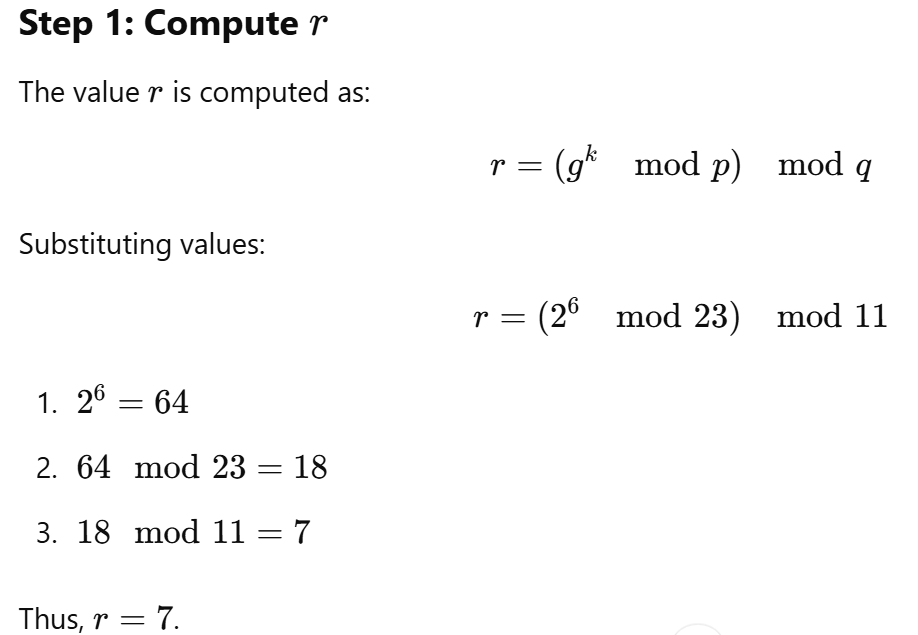 Step 1: Compute r
The value r is computed as:
r = (g^k mod p) mod q
Substituting values:
r = (2^6 mod 23) mod 11
1. 2^6 = 64
2. 64 mod 23 = 18
3. 18 mod 11 = 7
Thus, r = 7.